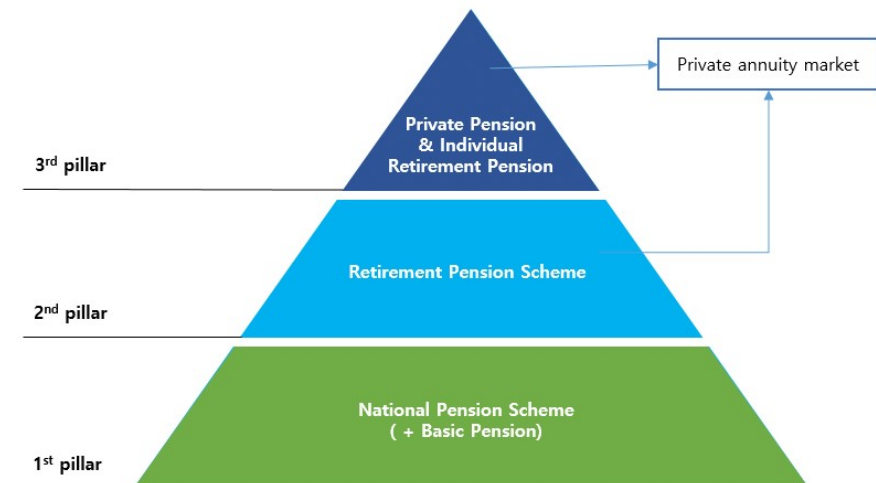 Private annuity market
Private Pension
& Individual
Retirement Pension
3rd pillar
Retirement Pension Scheme
2nd pillar
National Pension Scheme
( + Basic Pension)
1st pillar